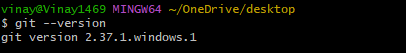 vinay@Vinay1469 MINGW64 ~/OneDrive/desktop
$ git --version
git version 2.37.1.windows.1